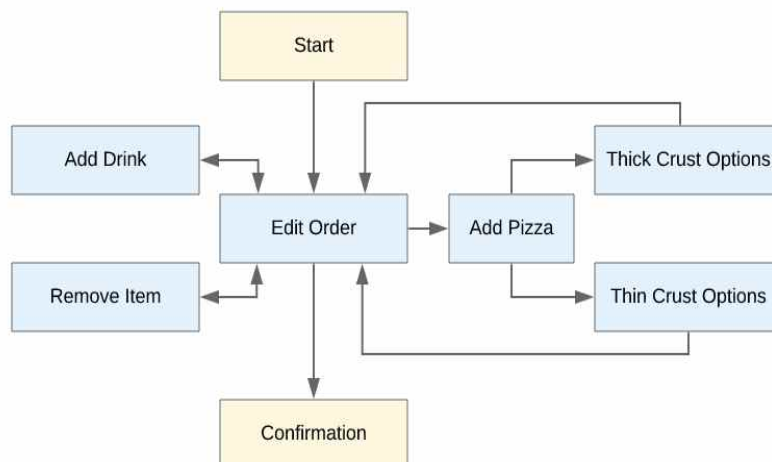 Start
Add Drink
Thick Crust Options
Edit Order
Add Pizza
Remove Item
Thin Crust Options
Confirmation